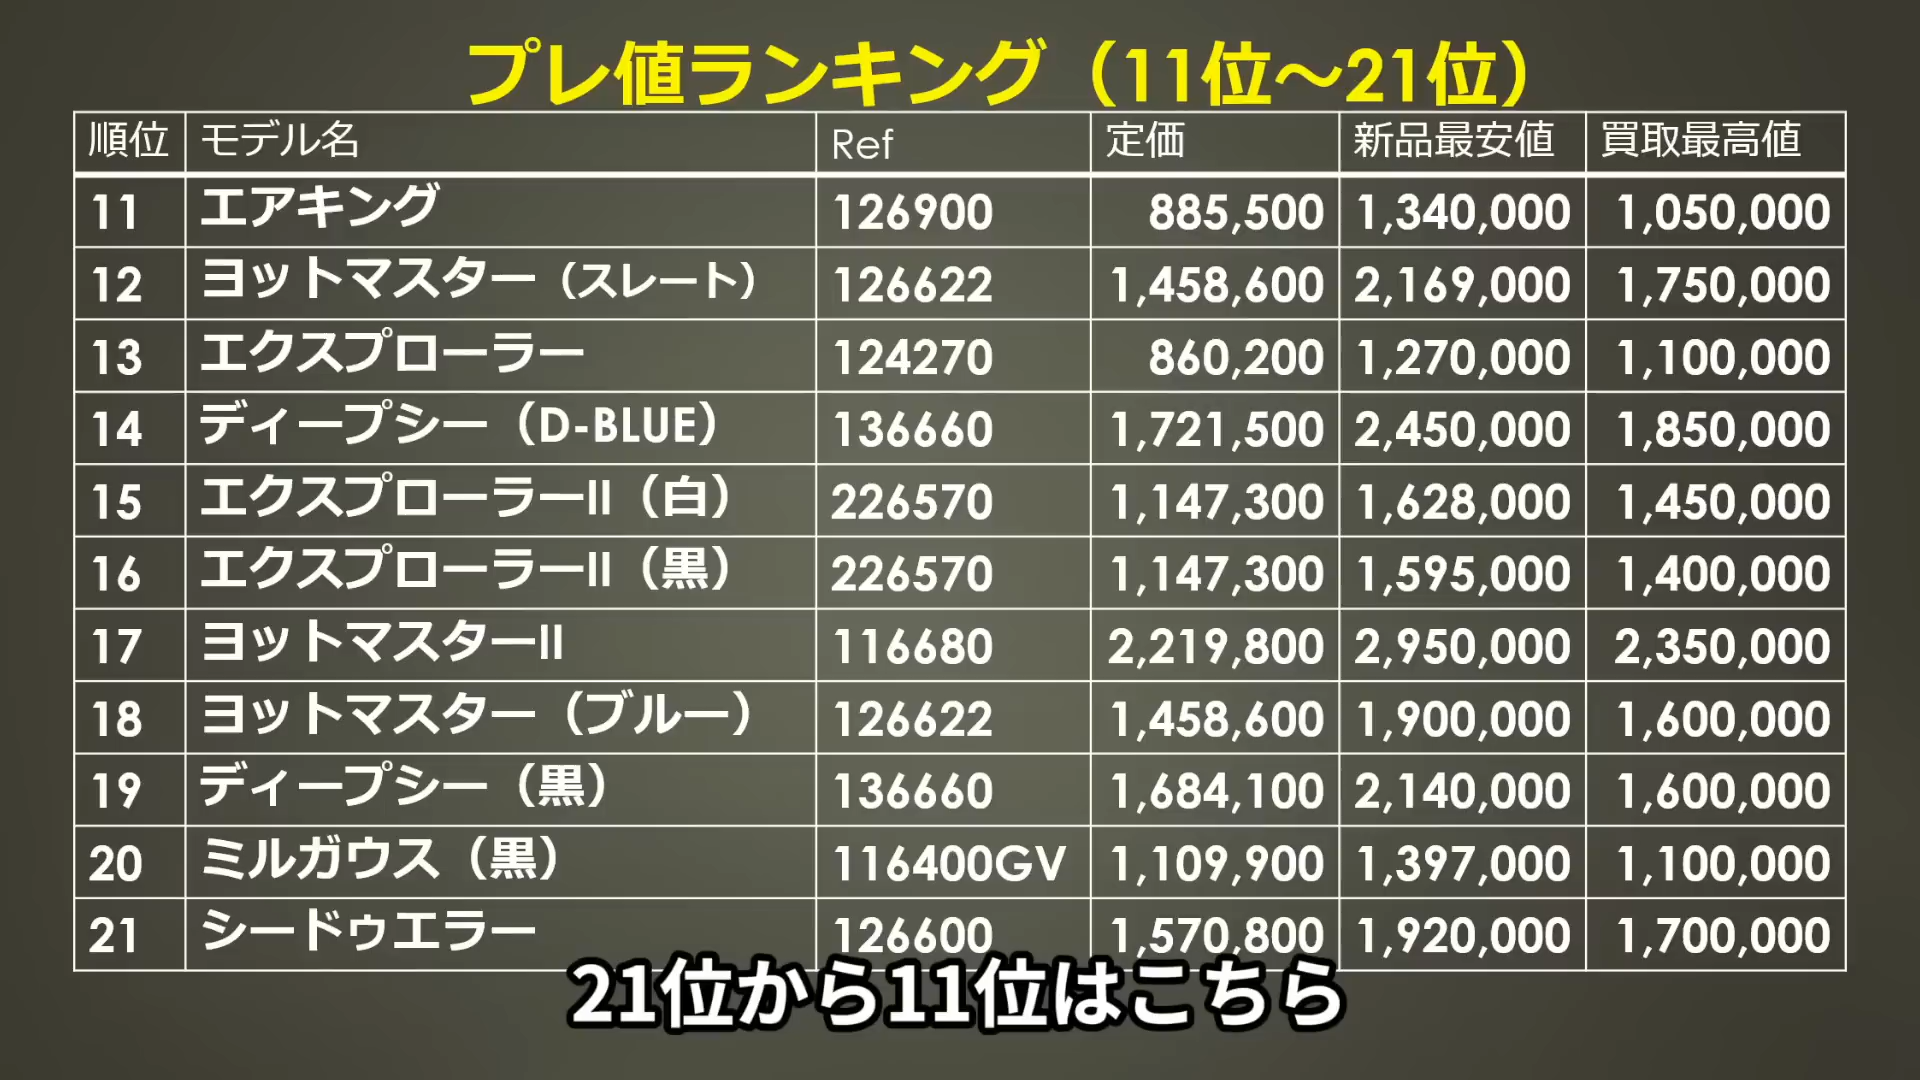 プレ値ランキング（11位～21位）
順位 モデル名 Ref 定価 新品最安値 買取最高値
11 エアキング 126900 885,500 1,340,000 1,050,000
12 ヨットマスター（スレート） 126622 1,458,600 2,169,000 1,750,000
13 エクスプローラー 124270 860,200 1,270,000 1,100,000
14 ディープシー（D-BLUE） 136660 1,721,500 2,450,000 1,850,000
15 エクスプローラーII（白） 226570 1,147,300 1,628,000 1,450,000
16 エクスプローラーII（黒） 226570 1,147,300 1,595,000 1,400,000
17 ヨットマスターII 116680 2,219,800 2,950,000 2,350,000
18 ヨットマスター（ブルー） 126622 1,458,600 1,900,000 1,600,000
19 ディープシー（黒） 136660 1,684,100 2,140,000 1,600,000
20 ミルガウス（黒） 116400GV 1,109,900 1,397,000 1,100,000
21 シードゥエラー 126600 1,570,800 1,920,000 1,700,000
21位から11位はこちら